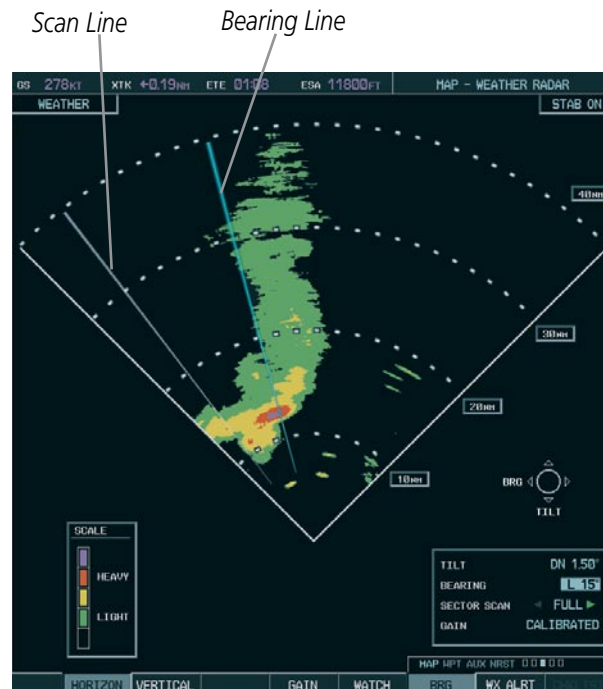 Scan Line
Bearing Line
GS 278KT XTK ←0.19NM ETE 01:08 ESA 11800FT MAP - WEATHER RADAR
WEATHER
STAB ON
40NM
30NM
20NM
10NM
BRG
TILT
SCALE
HEAVY
LIGHT
TILT DN 1.50°
BEARING L 15°
SECTOR SCAN ◄ FULL ►
GAIN CALIBRATED
MAP WPT AUX NRST
HORIZON VERTICAL GAIN WATCH BRG WX ALRT